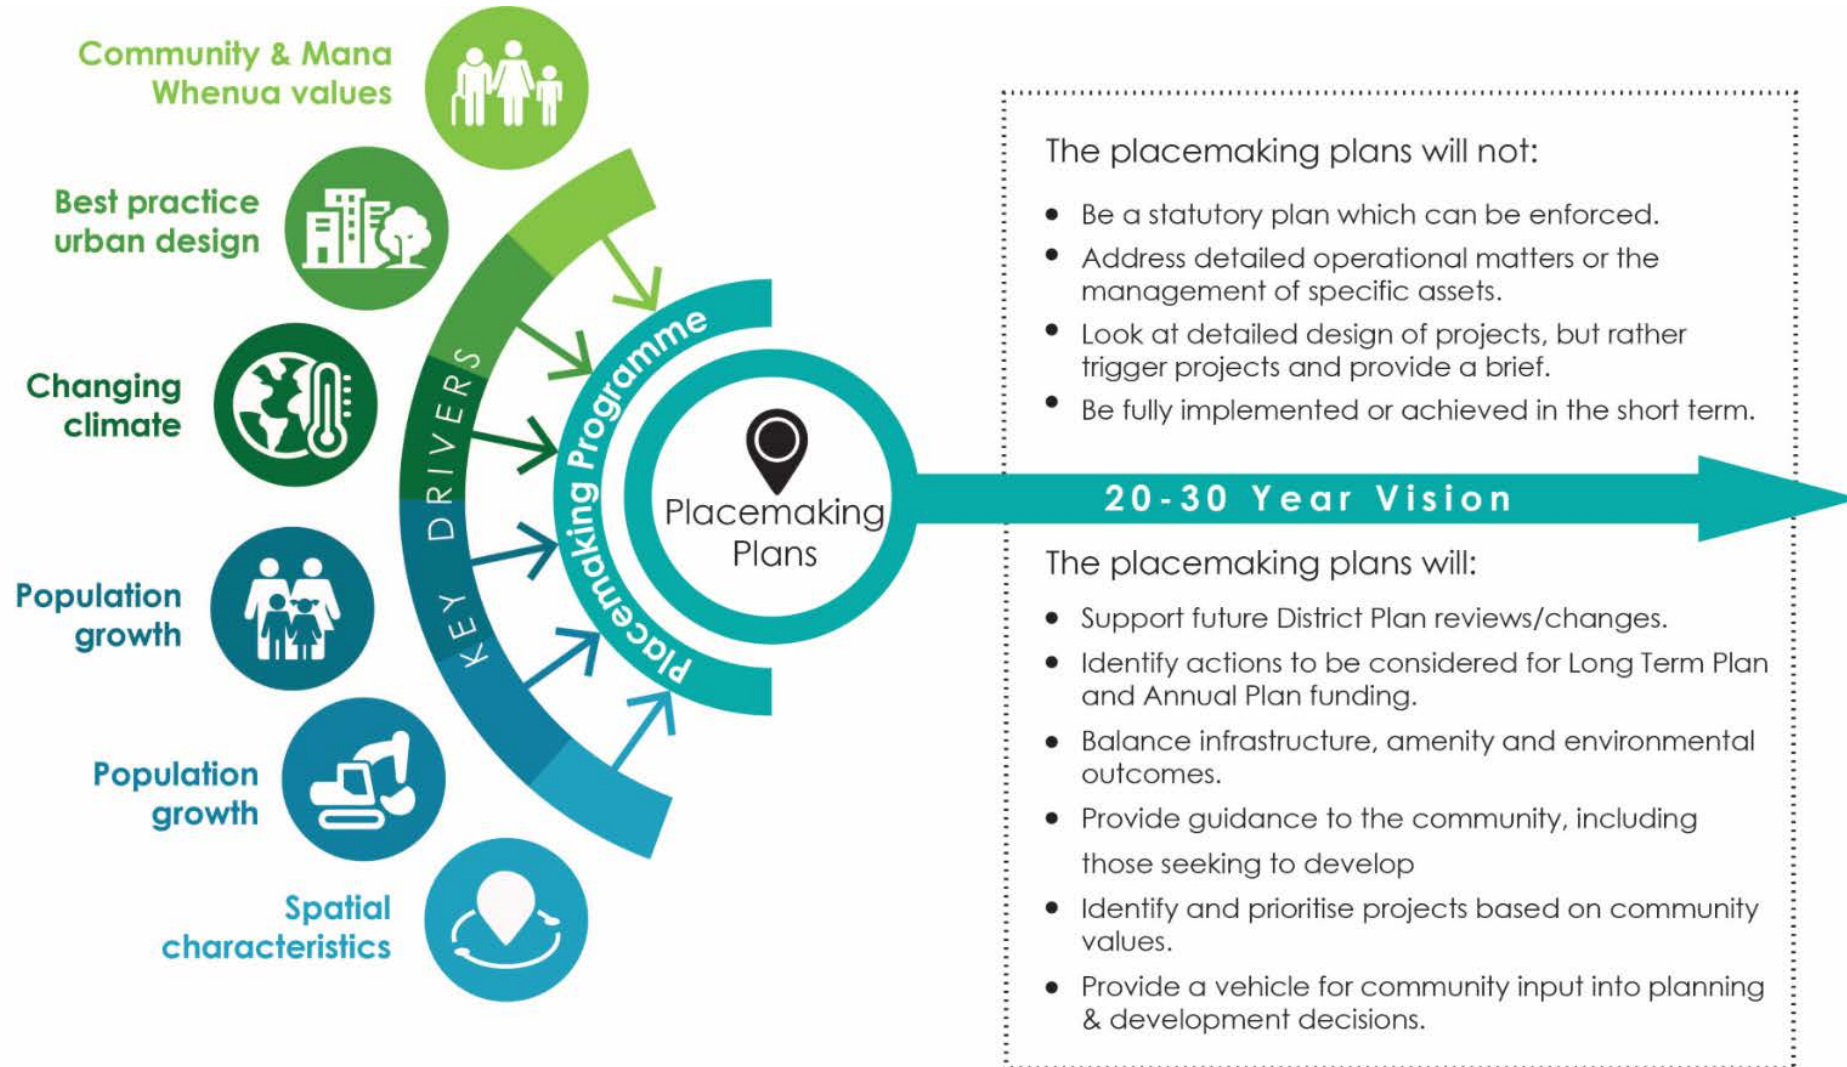 Community & Mana
Whenua values
Best practice
urban design
Changing
climate
Population
growth
Population
growth
Spatial
characteristics
KEY DRIVERS
Placemaking Programme
Placemaking
Plans
20-30 Year Vision
The placemaking plans will not:
• Be a statutory plan which can be enforced.
• Address detailed operational matters or the
management of specific assets.
• Look at detailed design of projects, but rather
trigger projects and provide a brief.
• Be fully implemented or achieved in the short term.
The placemaking plans will:
• Support future District Plan reviews/changes.
• Identify actions to be considered for Long Term Plan
and Annual Plan funding.
• Balance infrastructure, amenity and environmental
outcomes.
• Provide guidance to the community, including
those seeking to develop
• Identify and prioritise projects based on community
values.
• Provide a vehicle for community input into planning
& development decisions.